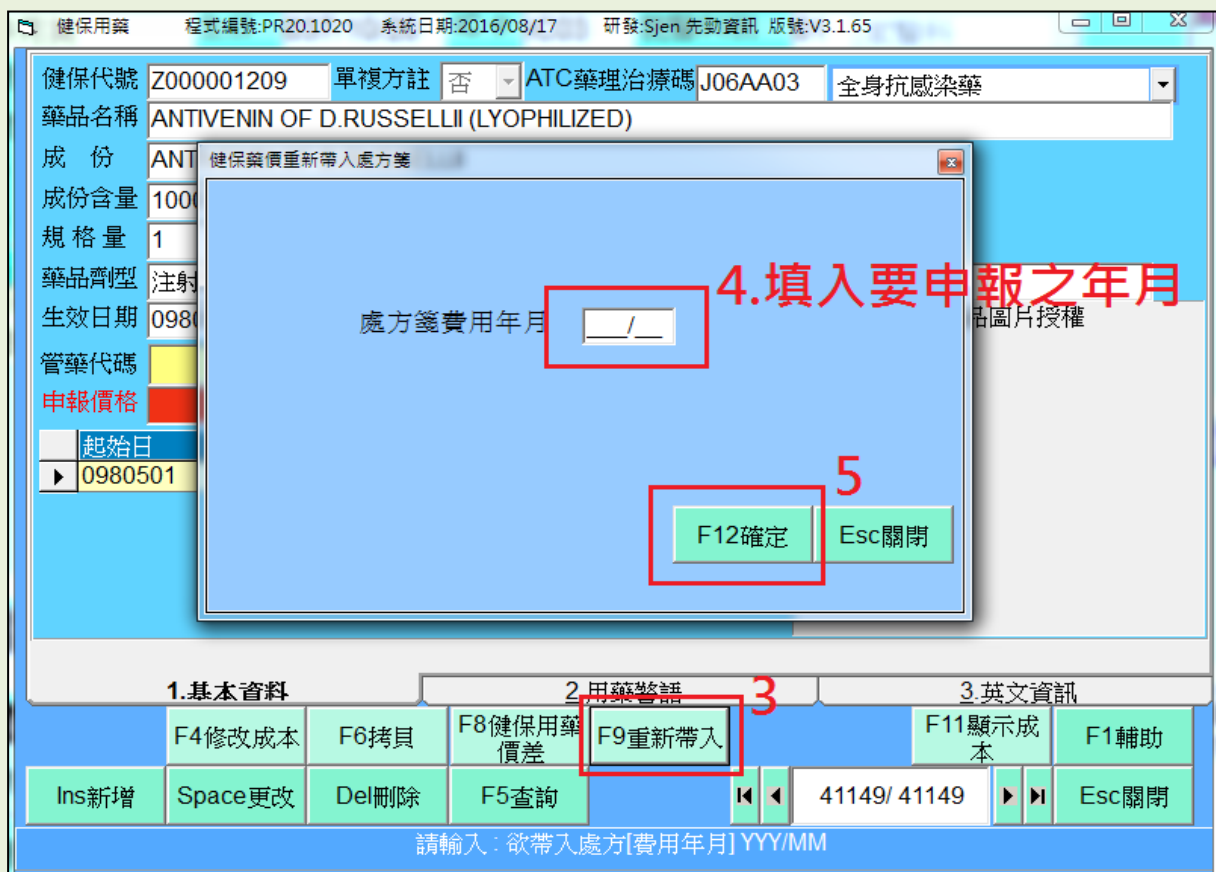 健保用藥 程式編號:PR20.1020 系統日期:2016/08/17 研發:Sjen 先勁資訊 版號:V3.1.65
健保代號 Z000001209 單複方註 否 ATC藥理治療碼 J06AA03 全身抗感染藥
藥品名稱 ANTIVENIN OF D.RUSSELLII (LYOPHILIZED)
成 份 ANT
健保藥價重新帶入處方箋
成份含量 1000
規 格 量 1
藥品劑型 注射
4.填入要申報之年月
生效日期 0980
處方箋費用年月 ___/__
品圖片授權
管藥代碼
申報價格
起始日
0980501
5
F12確定 Esc關閉
1.基本資料 2.用藥警語 3.英文資訊
3
F4修改成本 F6拷貝 F8健保用藥價差 F9重新帶入 F11顯示成本 F1輔助
Ins新增 Space更改 Del刪除 F5查詢 41149/ 41149 Esc關閉
請輸入 : 欲帶入處方[費用年月] YYY/MM